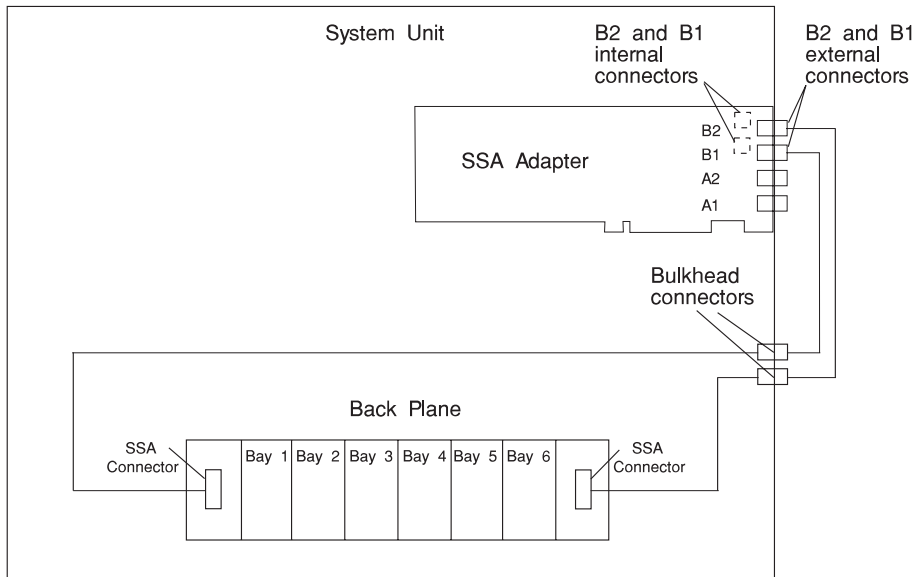 System Unit
B2 and B1
internal
connectors
B2 and B1
external
connectors
SSA Adapter
B2
B1
A2
A1
Bulkhead
connectors
Back Plane
SSA
Connector
Bay 1
Bay 2
Bay 3
Bay 4
Bay 5
Bay 6
SSA
Connector